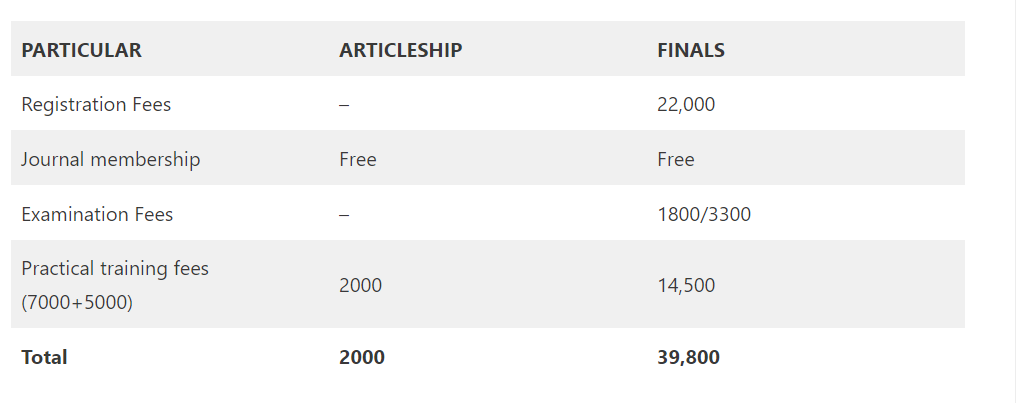 PARTICULAR ARTICLESHIP FINALS
Registration Fees – 22,000
Journal membership Free Free
Examination Fees – 1800/3300
Practical training fees
(7000+5000) 2000 14,500
Total 2000 39,800